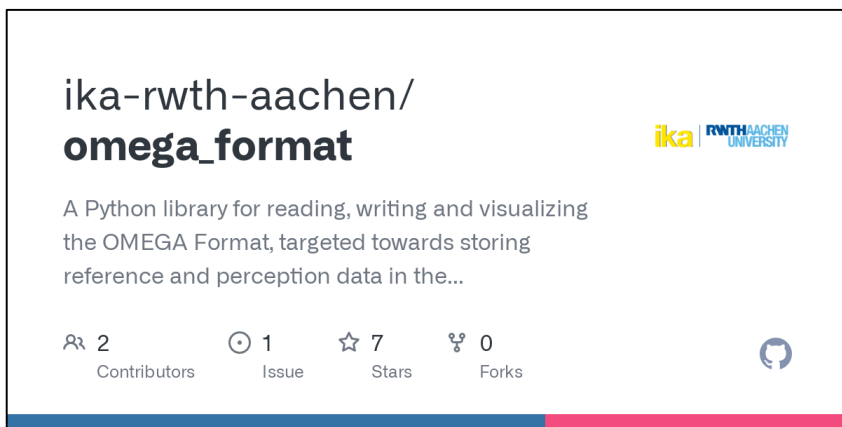 ika-rwth-aachen/
omega_format
ika | RWTHAACHEN
UNIVERSITY
A Python library for reading, writing and visualizing
the OMEGA Format, targeted towards storing
reference and perception data in the...
2 1 7 0
Contributors Issue Stars Forks